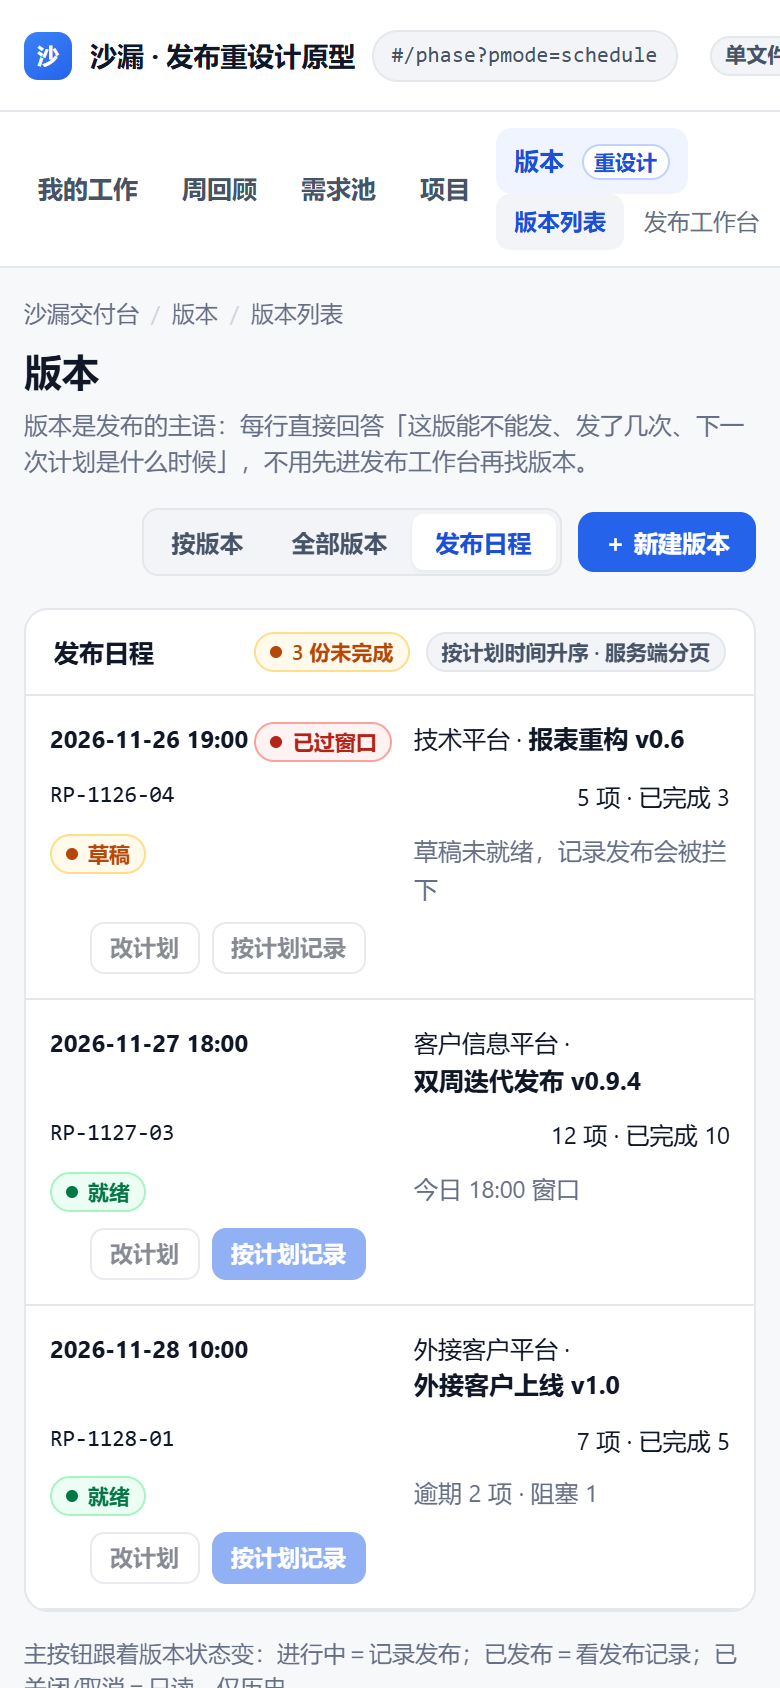 沙 沙漏 · 发布重设计原型 #/phase?pmode=schedule 单文件
我的工作 周回顾 需求池 项目 版本 重设计
版本列表 发布工作台
沙漏交付台 / 版本 / 版本列表
版本
版本是发布的主语：每行直接回答「这版能不能发、发了几次、下一
次计划是什么时候」，不用先进发布工作台再找版本。
按版本 全部版本 发布日程 + 新建版本
发布日程 3 份未完成 按计划时间升序 · 服务端分页
2026-11-26 19:00 已过窗口 技术平台 · 报表重构 v0.6
RP-1126-04 5 项 · 已完成 3
草稿 草稿未就绪，记录发布会被拦
下
改计划 按计划记录
2026-11-27 18:00 客户信息平台 ·
双周迭代发布 v0.9.4
RP-1127-03 12 项 · 已完成 10
就绪 今日 18:00 窗口
改计划 按计划记录
2026-11-28 10:00 外接客户平台 ·
外接客户上线 v1.0
RP-1128-01 7 项 · 已完成 5
就绪 逾期 2 项 · 阻塞 1
改计划 按计划记录
主按钮跟着版本状态变：进行中 = 记录发布；已发布 = 看发布记录；已
关闭/取消 = 只读，仅历史